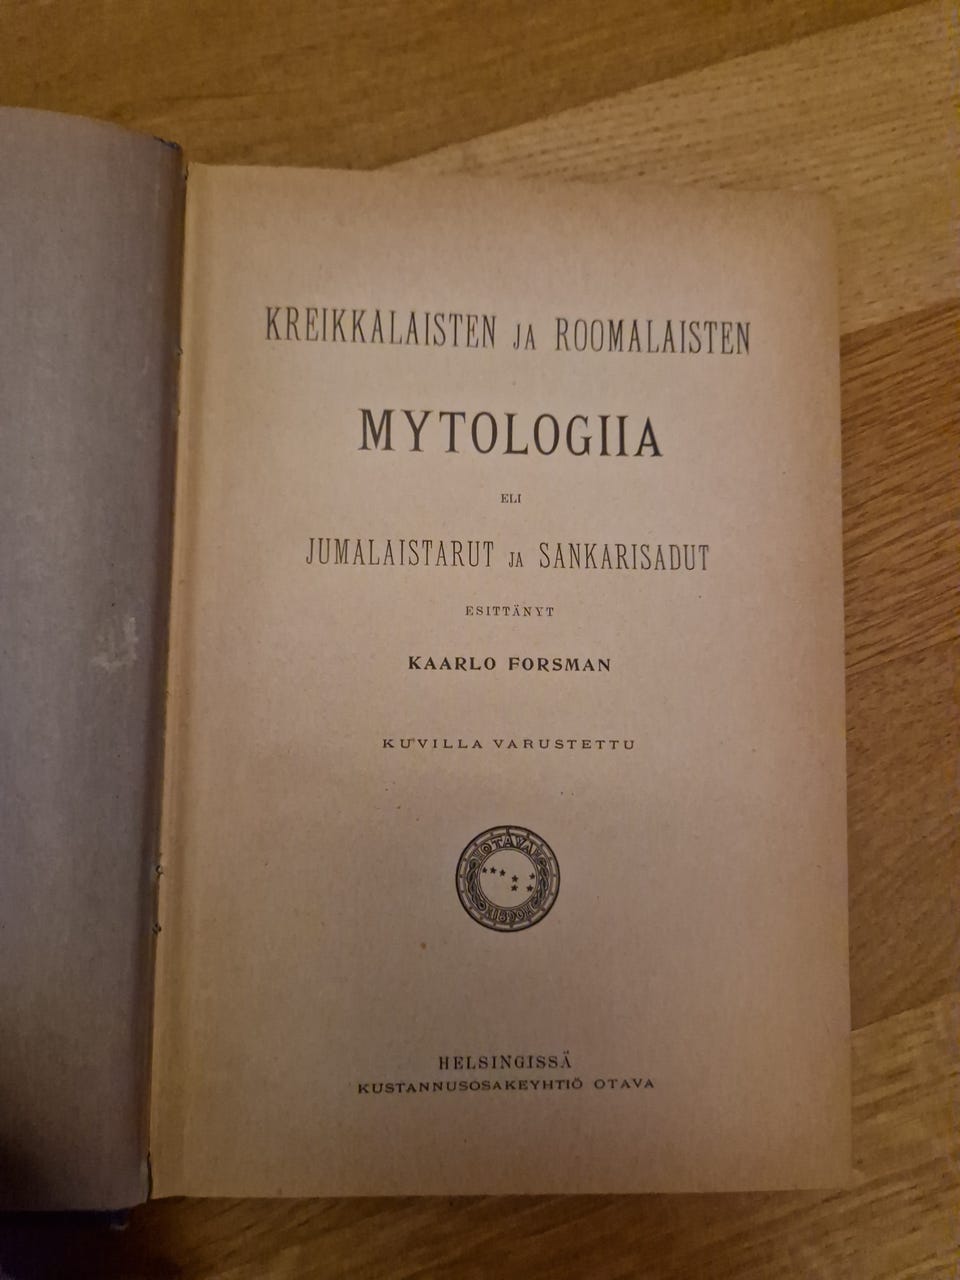 KREIKKALAISTEN JA ROOMALAISTEN
MYTOLOGIIA
ELI
JUMALAISTARUT JA SANKARISADUT
ESITTÄNYT
KAARLO FORSMAN
KUVILLA VARUSTETTU
OTAVA
1890
HELSINGISSÄ
KUSTANNUSOSAKEYHTIÖ OTAVA